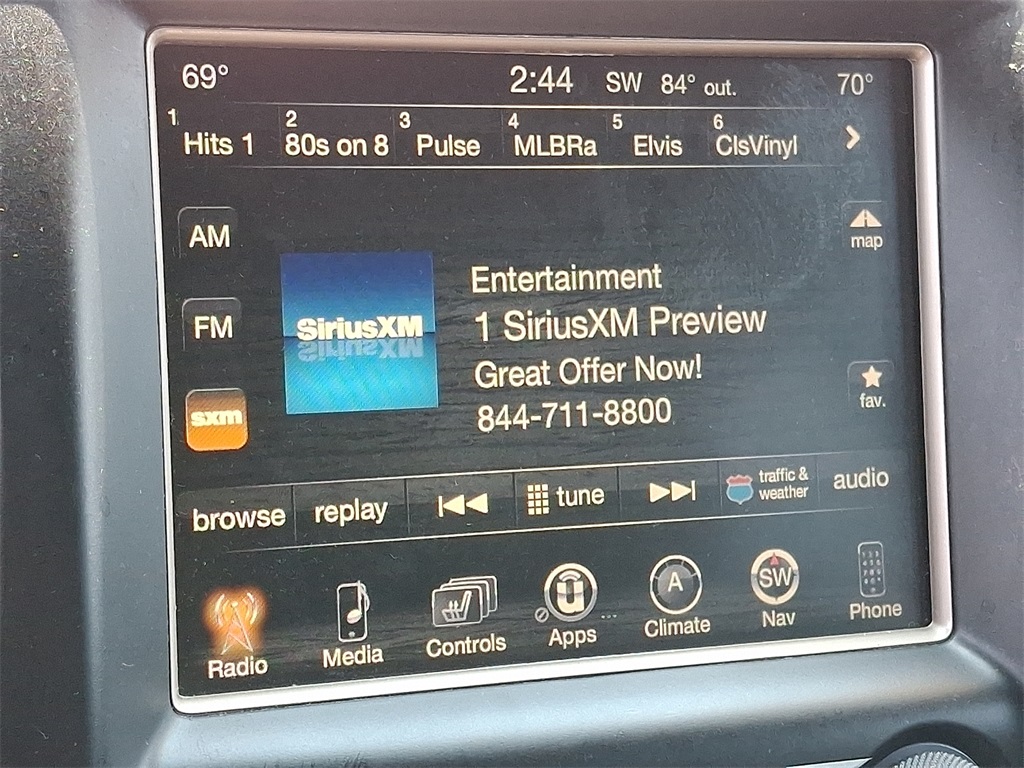 69° 2:44 SW 84° out. 70°
1 2 3 4 5 6
Hits 1 80s on 8 Pulse MLBRa Elvis ClsVinyl
AM
map
Entertainment
SiriusXM
1 SiriusXM Preview
FM
Great Offer Now!
fav.
sxm
844-711-8800
browse replay tune traffic & weather audio
A SW
Radio Media Controls Apps Climate Nav Phone